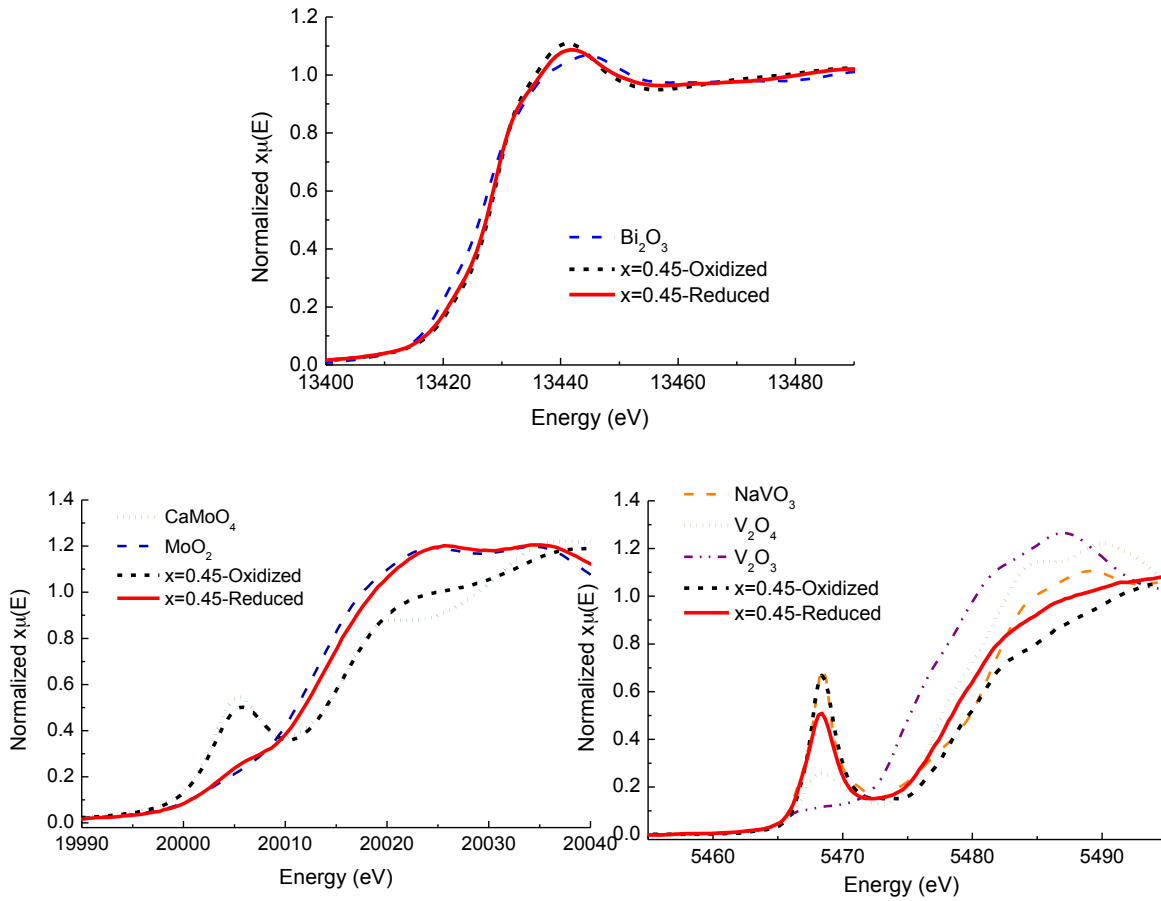 1.2
1.0
0.8
0.6
0.4
0.2
0.0
Normalized xμ(E)
Bi₂O₃
x=0.45-Oxidized
x=0.45-Reduced
13400 13420 13440 13460 13480
Energy (eV)
1.4
1.2
1.0
0.8
0.6
0.4
0.2
0.0
Normalized xμ(E)
CaMoO₄
MoO₂
x=0.45-Oxidized
x=0.45-Reduced
19990 20000 20010 20020 20030 20040
Energy (eV)
NaVO₃
V₂O₄
V₂O₃
x=0.45-Oxidized
x=0.45-Reduced
1.4
1.2
1.0
0.8
0.6
0.4
0.2
0.0
Normalized xμ(E)
5460 5470 5480 5490
Energy (eV)